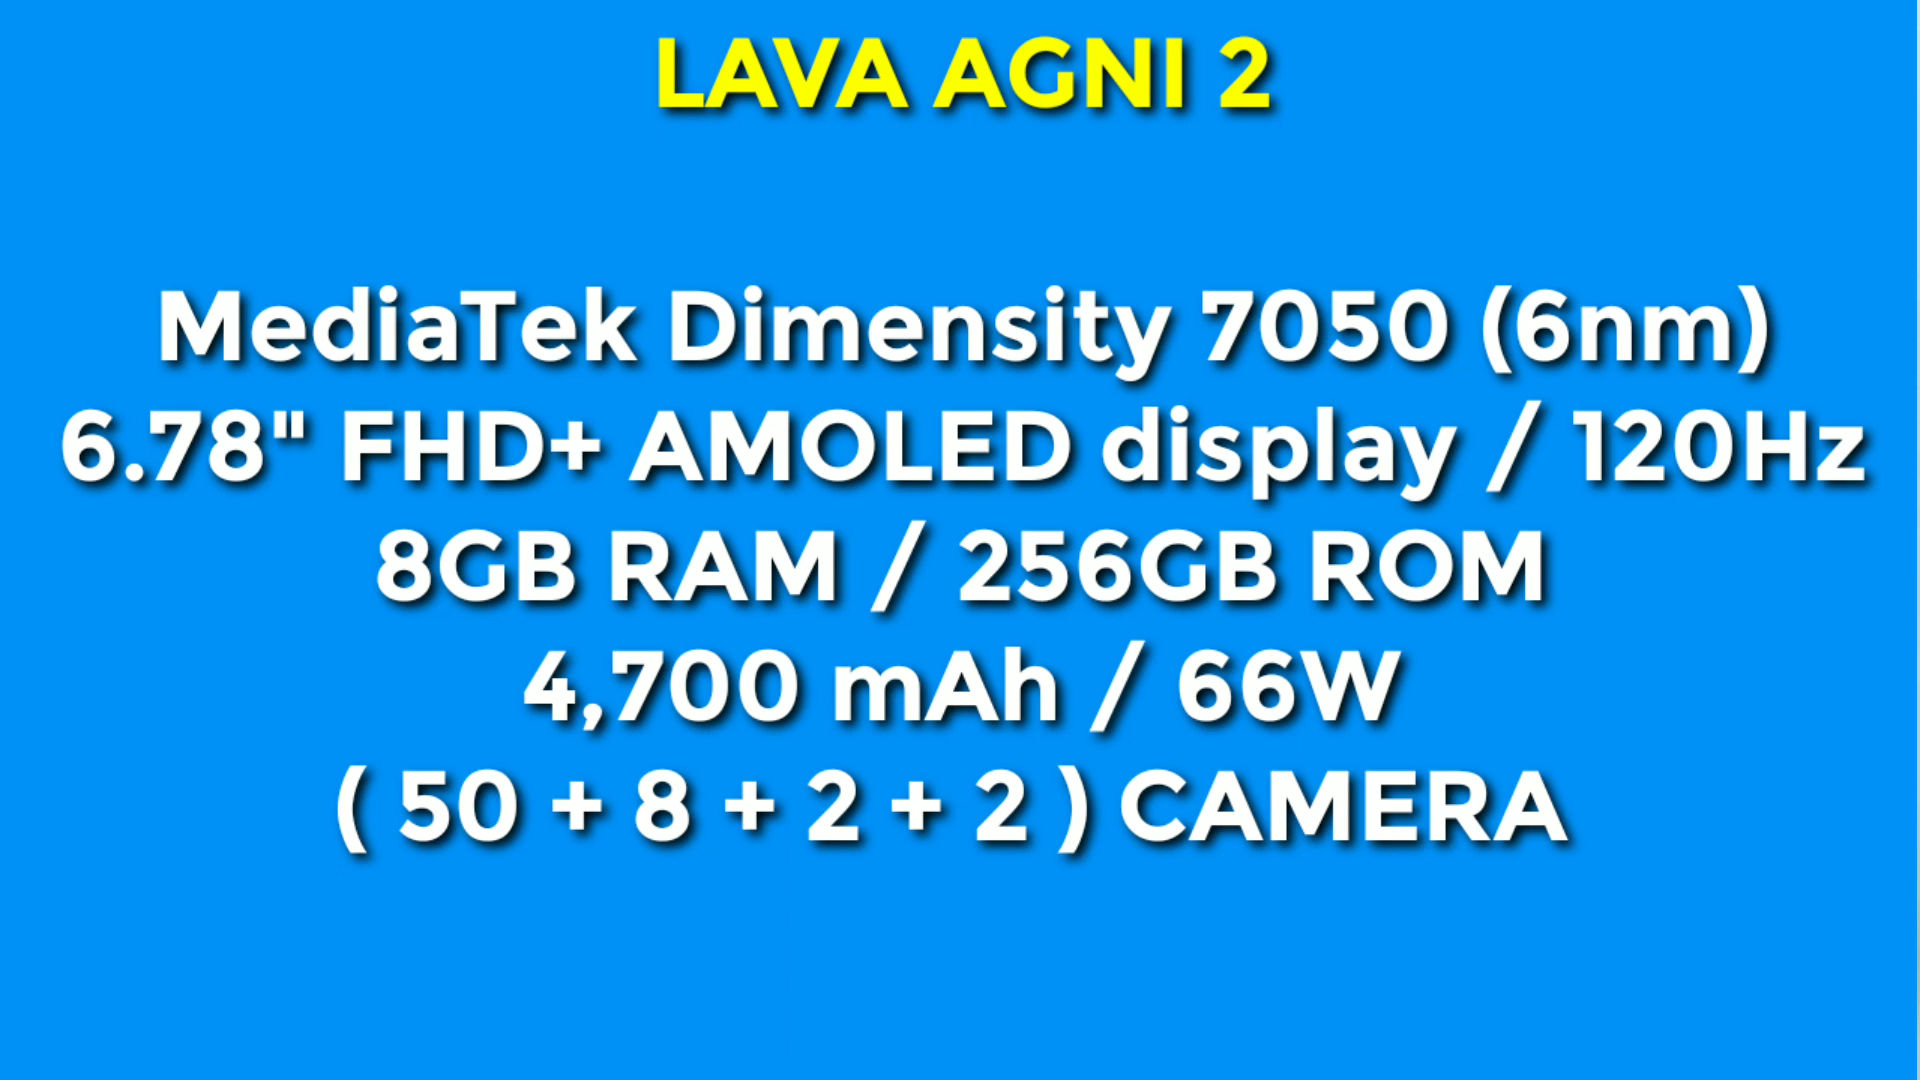 LAVA AGNI 2
MediaTek Dimensity 7050 (6nm)
6.78" FHD+ AMOLED display / 120Hz
8GB RAM / 256GB ROM
4,700 mAh / 66W
( 50 + 8 + 2 + 2 ) CAMERA